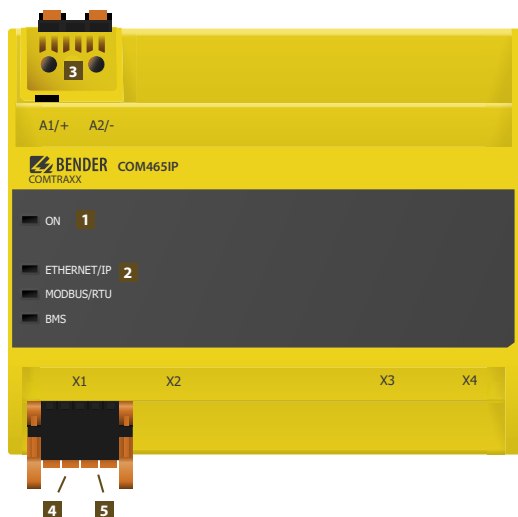 3
A1/+ A2/-
BENDER COM465IP
COMTRAXX
ON 1
ETHERNET/IP 2
MODBUS/RTU
BMS
X1 X2 X3 X4
4 5